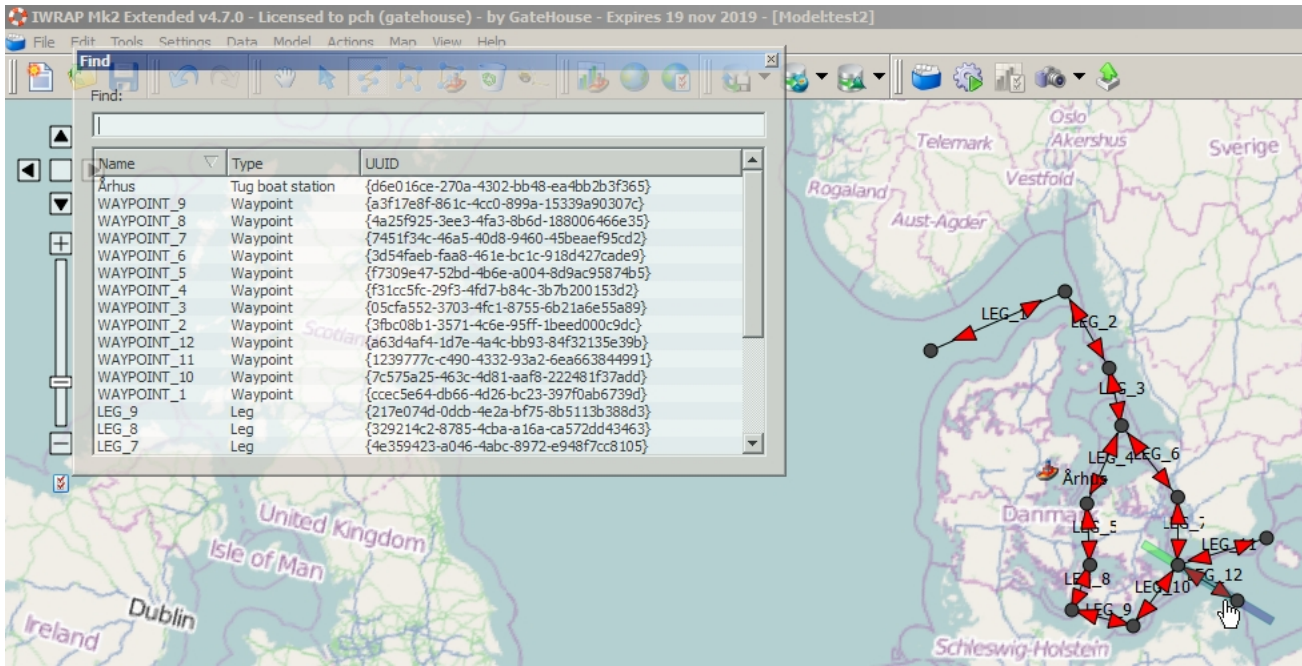 IWRAP Mk2 Extended v4.7.0 - Licensed to pch (gatehouse) - by GateHouse - Expires 19 nov 2019 - [Model:test2]
File Edit Tools Settings Data Model Actions Map View Help
Find
Find:
Name Type UUID
Århus Tug boat station {d6e016ce-270a-4302-bb48-ea4bb2b3f365}
WAYPOINT_9 Waypoint {a3f17e8f-861c-4cc0-899a-15339a90307c}
WAYPOINT_8 Waypoint {4a25f925-3ee3-4fa3-8b6d-188006466e35}
WAYPOINT_7 Waypoint {7451f34c-46a5-40d8-9460-45beaef95cd2}
WAYPOINT_6 Waypoint {3d54faeb-faa8-461e-bc1c-918d427cade9}
WAYPOINT_5 Waypoint {f7309e47-52bd-4b6e-a004-8d9ac95874b5}
WAYPOINT_4 Waypoint {f31cc5fc-29f3-4fd7-b84c-3b7b200153d2}
WAYPOINT_3 Waypoint {05cfa552-3703-4fc1-8755-6b21a6e55a89}
WAYPOINT_2 Waypoint {3fbc08b1-3571-4c6e-95ff-1beed000c9dc}
WAYPOINT_12 Waypoint {a63d4af4-1d7e-4a4c-bb93-84f32135e39b}
WAYPOINT_11 Waypoint {1239777c-c490-4332-93a2-6ea663844991}
WAYPOINT_10 Waypoint {7c575a25-463c-4d81-aaf8-222481f37add}
WAYPOINT_1 Waypoint {ccec5e64-db66-4d26-bc23-397f0ab6739d}
LEG_9 Leg {217e074d-0dcb-4e2a-bf75-8b5113b388d3}
LEG_8 Leg {329214c2-8785-4cba-a16a-ca572dd43463}
LEG_7 Leg {4e359423-a046-4abc-8972-e948f7cc8105}
Oslo
Akershus
Telemark
Sverige
Vestfold
Rogaland
Aust-Agder
LEG_1
LEG_2
LEG_3
LEG_4
LEG_6
Århus
Danmark
LEG_5
LEG_7
LEG_11
LEG_8
LEG_10
LEG_12
LEG_9
Schleswig-Holstein
Scotland
United Kingdom
Isle of Man
Dublin
Ireland